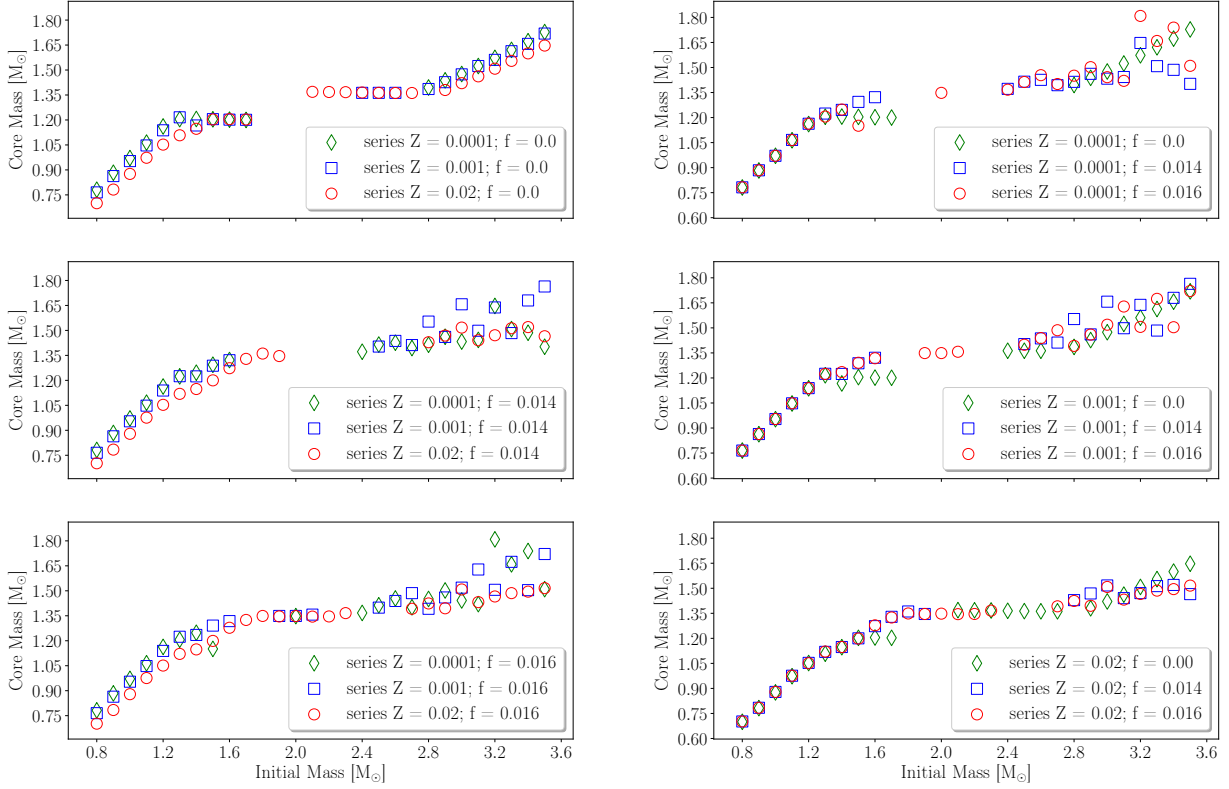 1.80
1.65
1.50
1.35
1.20
1.05
0.90
0.75
Core Mass [M☉]
series Z = 0.0001; f = 0.0
series Z = 0.001; f = 0.0
series Z = 0.02; f = 0.0
1.80
1.65
1.50
1.35
1.20
1.05
0.90
0.75
0.60
Core Mass [M☉]
series Z = 0.0001; f = 0.0
series Z = 0.0001; f = 0.014
series Z = 0.0001; f = 0.016
1.80
1.65
1.50
1.35
1.20
1.05
0.90
0.75
Core Mass [M☉]
series Z = 0.0001; f = 0.014
series Z = 0.001; f = 0.014
series Z = 0.02; f = 0.014
1.80
1.65
1.50
1.35
1.20
1.05
0.90
0.75
0.60
Core Mass [M☉]
series Z = 0.001; f = 0.0
series Z = 0.001; f = 0.014
series Z = 0.001; f = 0.016
1.80
1.65
1.50
1.35
1.20
1.05
0.90
0.75
Core Mass [M☉]
series Z = 0.0001; f = 0.016
series Z = 0.001; f = 0.016
series Z = 0.02; f = 0.016
0.8 1.2 1.6 2.0 2.4 2.8 3.2 3.6
Initial Mass [M☉]
1.80
1.65
1.50
1.35
1.20
1.05
0.90
0.75
0.60
Core Mass [M☉]
series Z = 0.02; f = 0.00
series Z = 0.02; f = 0.014
series Z = 0.02; f = 0.016
0.8 1.2 1.6 2.0 2.4 2.8 3.2 3.6
Initial Mass [M☉]